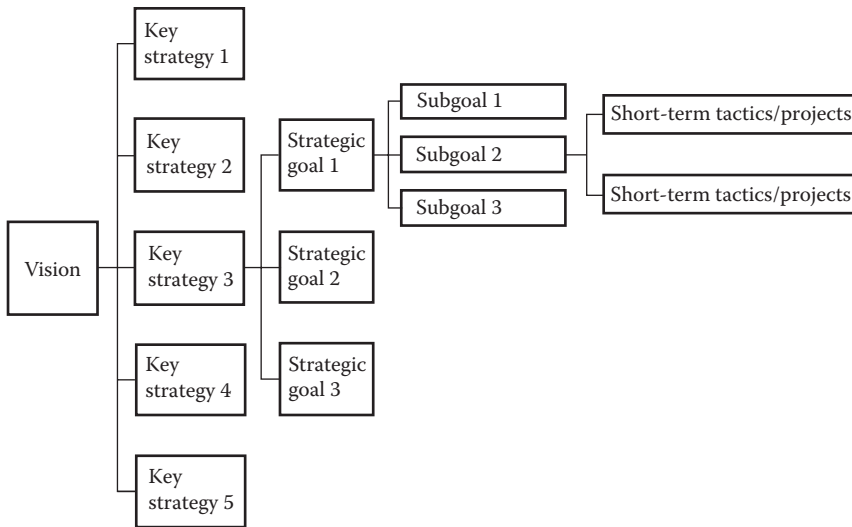 Vision
Key
strategy 1
Key
strategy 2
Key
strategy 3
Key
strategy 4
Key
strategy 5
Strategic
goal 1
Strategic
goal 2
Strategic
goal 3
Subgoal 1
Subgoal 2
Subgoal 3
Short-term tactics/projects
Short-term tactics/projects